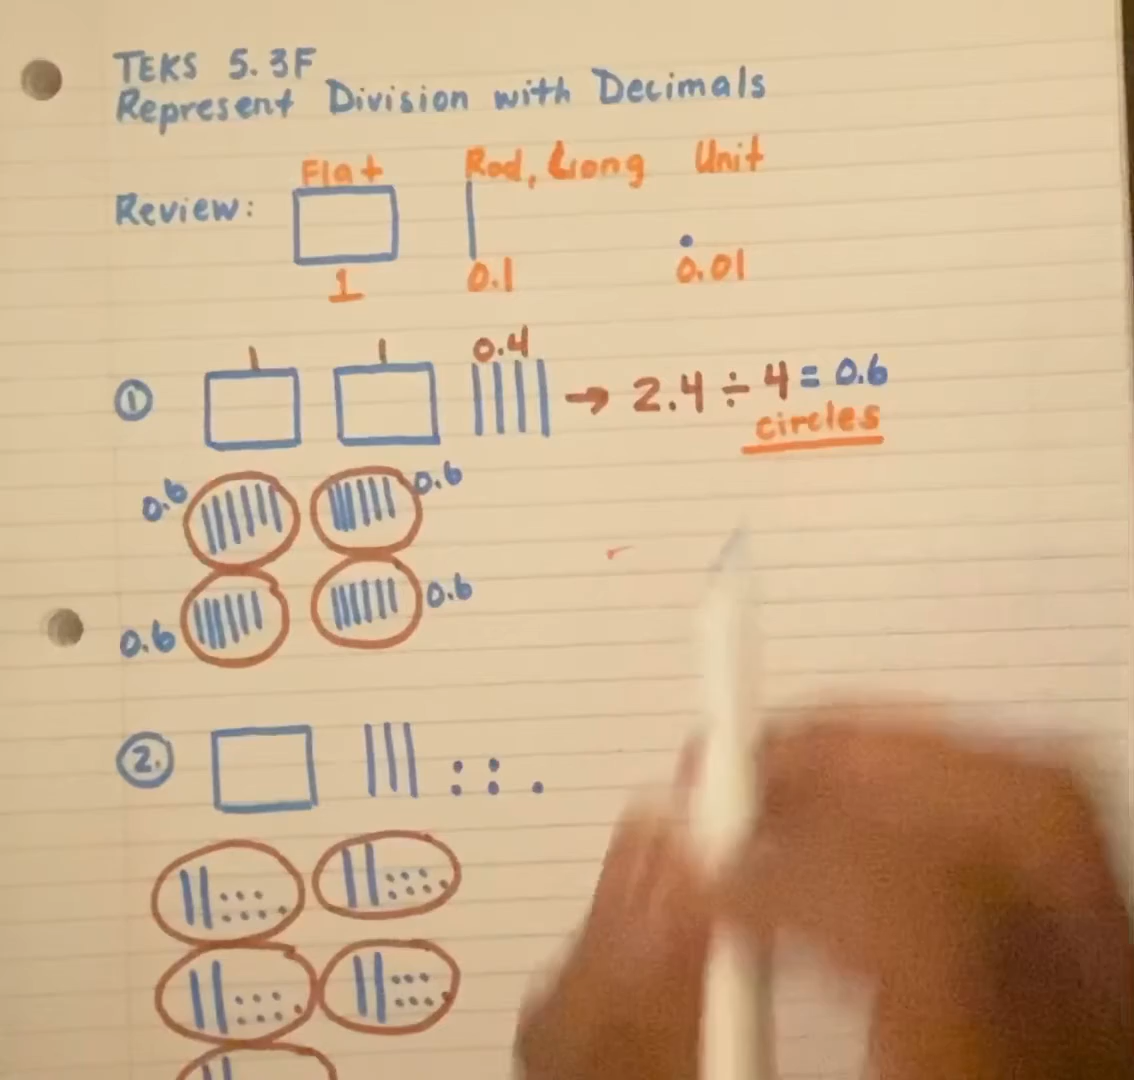 TEKS 5.3F
Represent Division with Decimals
Flat Rod, Long Unit
Review:
1 0.1 0.01
1 1 0.4
① 2.4 ÷ 4 = 0.6
circles
0.6 0.6
0.6 0.6
2.